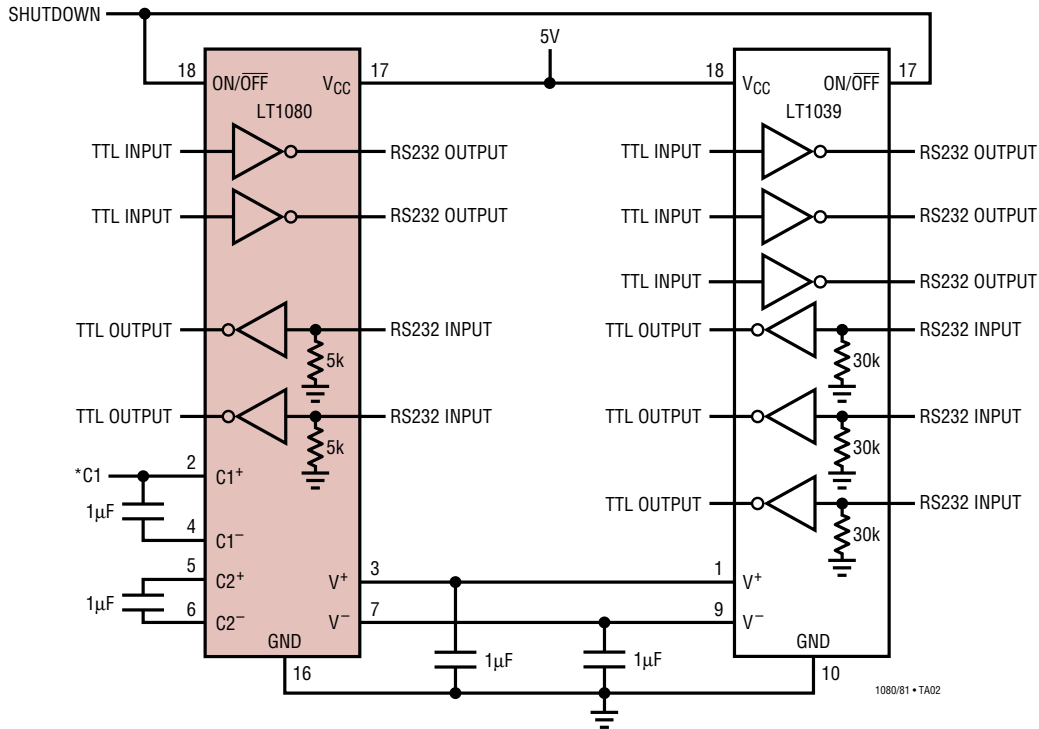 SHUTDOWN
5V
18 ON/OFF VCC 17
18 VCC ON/OFF 17
LT1080
LT1039
TTL INPUT RS232 OUTPUT
TTL INPUT RS232 OUTPUT
TTL INPUT RS232 OUTPUT
TTL INPUT RS232 OUTPUT
TTL INPUT RS232 OUTPUT
TTL OUTPUT RS232 INPUT
TTL OUTPUT RS232 INPUT
5k
30k
TTL OUTPUT RS232 INPUT
TTL OUTPUT RS232 INPUT
5k
30k
*C1 2 C1+
TTL OUTPUT RS232 INPUT
30k
1µF
4 C1−
5 C2+
V+ 3
1 V+
1µF
6 C2−
V− 7
9 V−
GND
GND
16
1µF
1µF
10
1080/81 • TA02